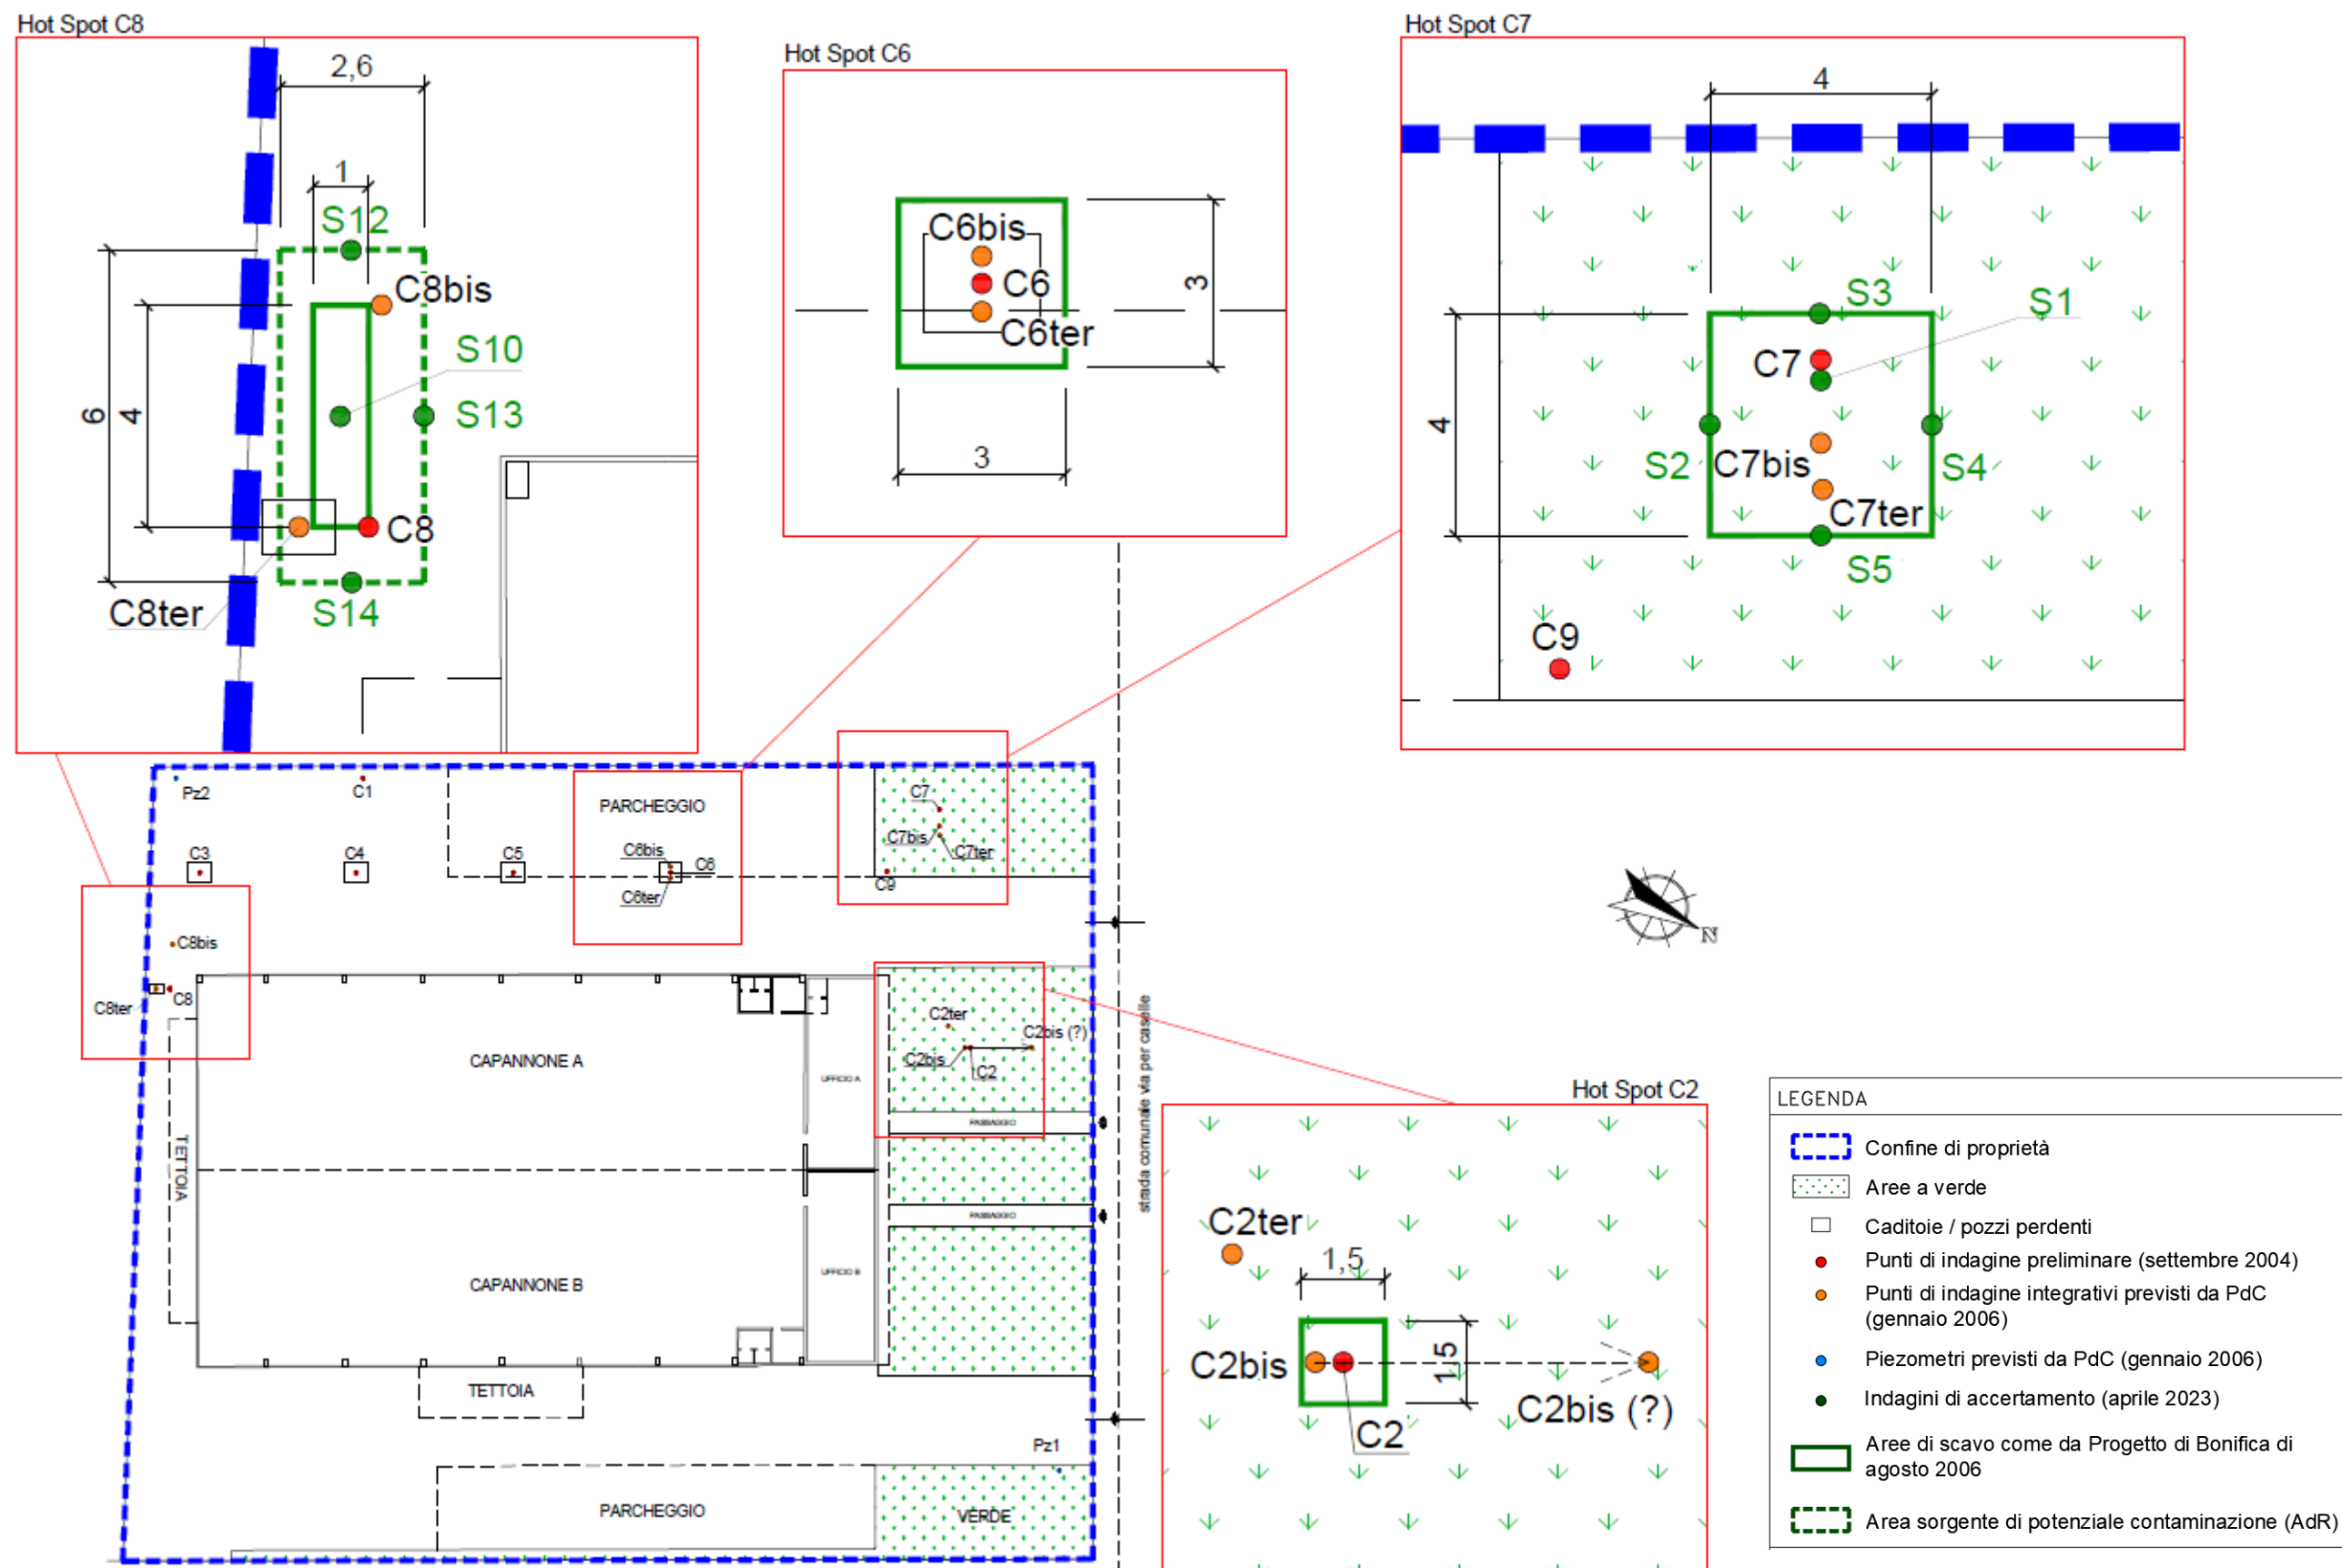 Hot Spot C8
2,6
1
S12
C8bis
S10
6
4
S13
C8
C8ter
S14
Hot Spot C6
C6bis
C6
C6ter
3
3
Hot Spot C7
4
S3
S1
C7
4
S2
C7bis
S4
C7ter
S5
C9
Pz2
C1
PARCHEGGIO
C7
C7bis
C7ter
C3
C4
C5
C6bis
C6
C6ter
C9
C8bis
C8ter
C8
N
CAPANNONE A
UFFICIO A
C2ter
C2bis (?)
C2bis
C2
PASSAGGIO
TETTOIA
strada comunale via per caselle
PASSAGGIO
CAPANNONE B
UFFICIO B
TETTOIA
Pz1
PARCHEGGIO
VERDE
Hot Spot C2
C2ter
1,5
1,5
C2bis
C2bis (?)
C2
LEGENDA
Confine di proprietà
Aree a verde
Caditoie / pozzi perdenti
Punti di indagine preliminare (settembre 2004)
Punti di indagine integrativi previsti da PdC
(gennaio 2006)
Piezometri previsti da PdC (gennaio 2006)
Indagini di accertamento (aprile 2023)
Aree di scavo come da Progetto di Bonifica di
agosto 2006
Area sorgente di potenziale contaminazione (AdR)